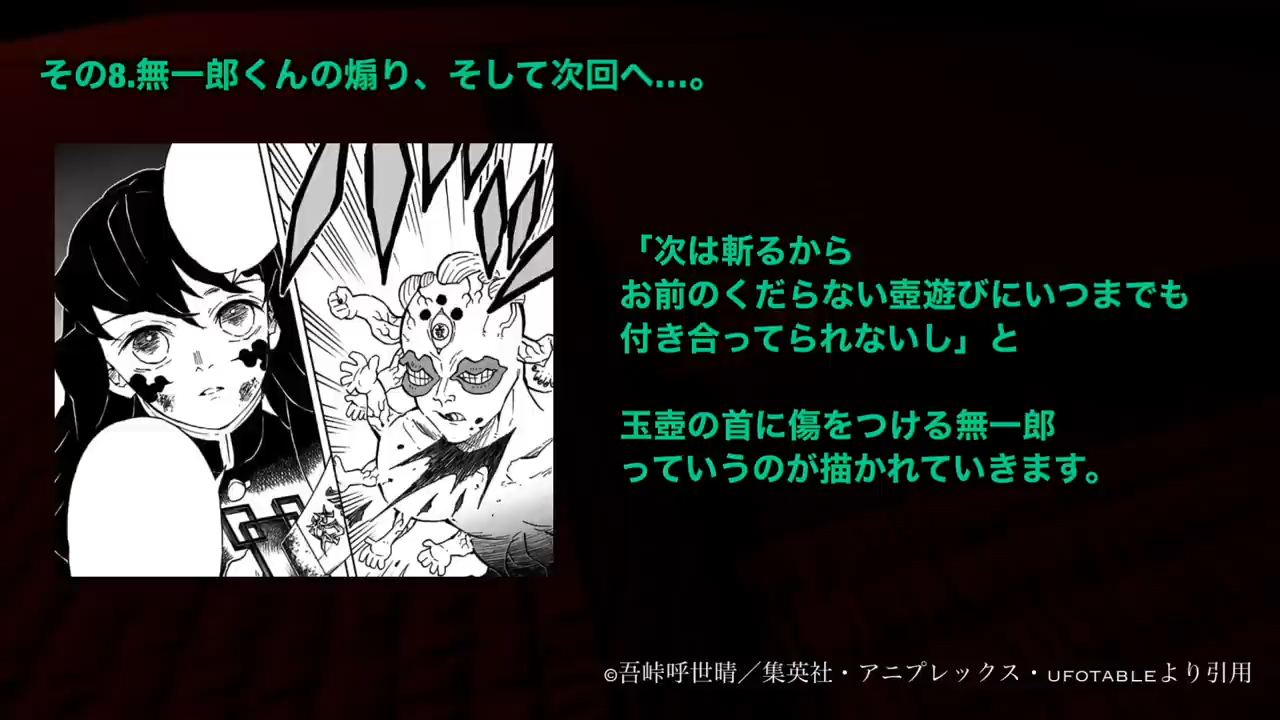 その8.無一郎くんの煽り、そして次回へ…。
「次は斬るから
お前のくだらない壺遊びにいつまでも
付き合ってられないし」と
玉壺の首に傷をつける無一郎
っていうのが描かれていきます。
©吾峠呼世晴／集英社・アニプレックス・UFOTABLEより引用